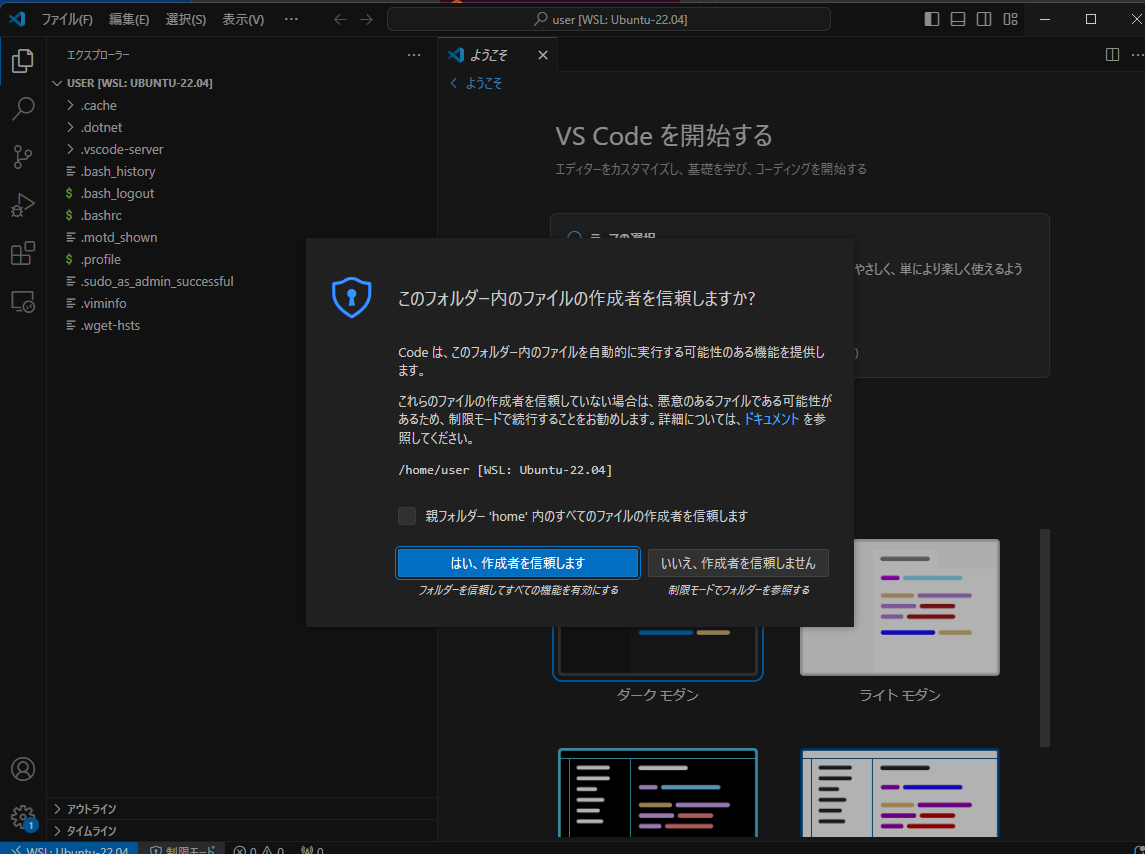 ファイル(F) 編集(E) 選択(S) 表示(V) ··· user [WSL: Ubuntu-22.04]
エクスプローラー
ようこそ
USER [WSL: UBUNTU-22.04]
.cache
.dotnet
.vscode-server
.bash_history
$ .bash_logout
$ .bashrc
.motd_shown
$ .profile
.sudo_as_admin_successful
.viminfo
.wget-hsts
アウトライン
タイムライン
ようこそ
VS Code を開始する
エディターをカスタマイズし、基礎を学び、コーディングを開始する
テーマの選択
やさしく、単により楽しく使えるよう
)
このフォルダー内のファイルの作成者を信頼しますか?
Code は、このフォルダー内のファイルを自動的に実行する可能性のある機能を提供し
ます。
これらのファイルの作成者を信頼していない場合は、悪意のあるファイルである可能性が
あるため、制限モードで続行することをお勧めします。詳細については、ドキュメント を参
照してください。
/home/user [WSL: Ubuntu-22.04]
親フォルダー 'home' 内のすべてのファイルの作成者を信頼します
はい、作成者を信頼します
いいえ、作成者を信頼しません
フォルダーを信頼してすべての機能を有効にする
制限モードでフォルダーを参照する
ダーク モダン
ライト モダン
1
WSL: Ubuntu-22.04 制限モード 0 0 0